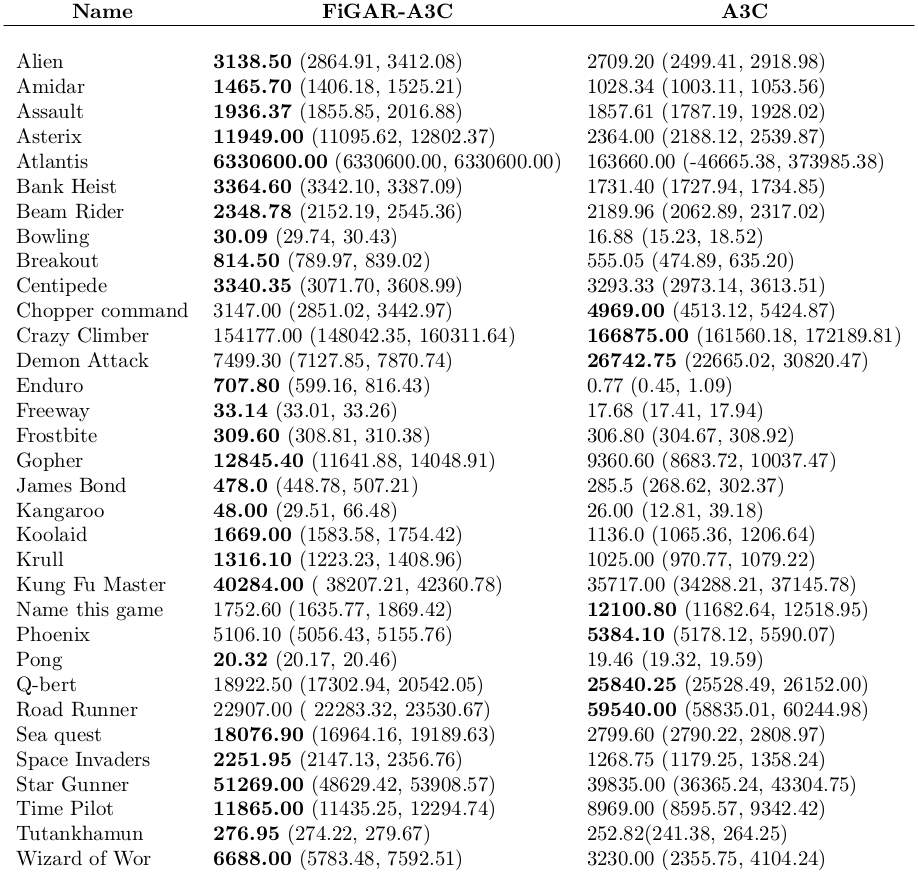 Name FiGAR-A3C A3C
Alien 3138.50 (2864.91, 3412.08) 2709.20 (2499.41, 2918.98)
Amidar 1465.70 (1406.18, 1525.21) 1028.34 (1003.11, 1053.56)
Assault 1936.37 (1855.85, 2016.88) 1857.61 (1787.19, 1928.02)
Asterix 11949.00 (11095.62, 12802.37) 2364.00 (2188.12, 2539.87)
Atlantis 6330600.00 (6330600.00, 6330600.00) 163660.00 (-46665.38, 373985.38)
Bank Heist 3364.60 (3342.10, 3387.09) 1731.40 (1727.94, 1734.85)
Beam Rider 2348.78 (2152.19, 2545.36) 2189.96 (2062.89, 2317.02)
Bowling 30.09 (29.74, 30.43) 16.88 (15.23, 18.52)
Breakout 814.50 (789.97, 839.02) 555.05 (474.89, 635.20)
Centipede 3340.35 (3071.70, 3608.99) 3293.33 (2973.14, 3613.51)
Chopper command 3147.00 (2851.02, 3442.97) 4969.00 (4513.12, 5424.87)
Crazy Climber 154177.00 (148042.35, 160311.64) 166875.00 (161560.18, 172189.81)
Demon Attack 7499.30 (7127.85, 7870.74) 26742.75 (22665.02, 30820.47)
Enduro 707.80 (599.16, 816.43) 0.77 (0.45, 1.09)
Freeway 33.14 (33.01, 33.26) 17.68 (17.41, 17.94)
Frostbite 309.60 (308.81, 310.38) 306.80 (304.67, 308.92)
Gopher 12845.40 (11641.88, 14048.91) 9360.60 (8683.72, 10037.47)
James Bond 478.0 (448.78, 507.21) 285.5 (268.62, 302.37)
Kangaroo 48.00 (29.51, 66.48) 26.00 (12.81, 39.18)
Koolaid 1669.00 (1583.58, 1754.42) 1136.0 (1065.36, 1206.64)
Krull 1316.10 (1223.23, 1408.96) 1025.00 (970.77, 1079.22)
Kung Fu Master 40284.00 ( 38207.21, 42360.78) 35717.00 (34288.21, 37145.78)
Name this game 1752.60 (1635.77, 1869.42) 12100.80 (11682.64, 12518.95)
Phoenix 5106.10 (5056.43, 5155.76) 5384.10 (5178.12, 5590.07)
Pong 20.32 (20.17, 20.46) 19.46 (19.32, 19.59)
Q-bert 18922.50 (17302.94, 20542.05) 25840.25 (25528.49, 26152.00)
Road Runner 22907.00 ( 22283.32, 23530.67) 59540.00 (58835.01, 60244.98)
Sea quest 18076.90 (16964.16, 19189.63) 2799.60 (2790.22, 2808.97)
Space Invaders 2251.95 (2147.13, 2356.76) 1268.75 (1179.25, 1358.24)
Star Gunner 51269.00 (48629.42, 53908.57) 39835.00 (36365.24, 43304.75)
Time Pilot 11865.00 (11435.25, 12294.74) 8969.00 (8595.57, 9342.42)
Tutankhamun 276.95 (274.22, 279.67) 252.82(241.38, 264.25)
Wizard of Wor 6688.00 (5783.48, 7592.51) 3230.00 (2355.75, 4104.24)